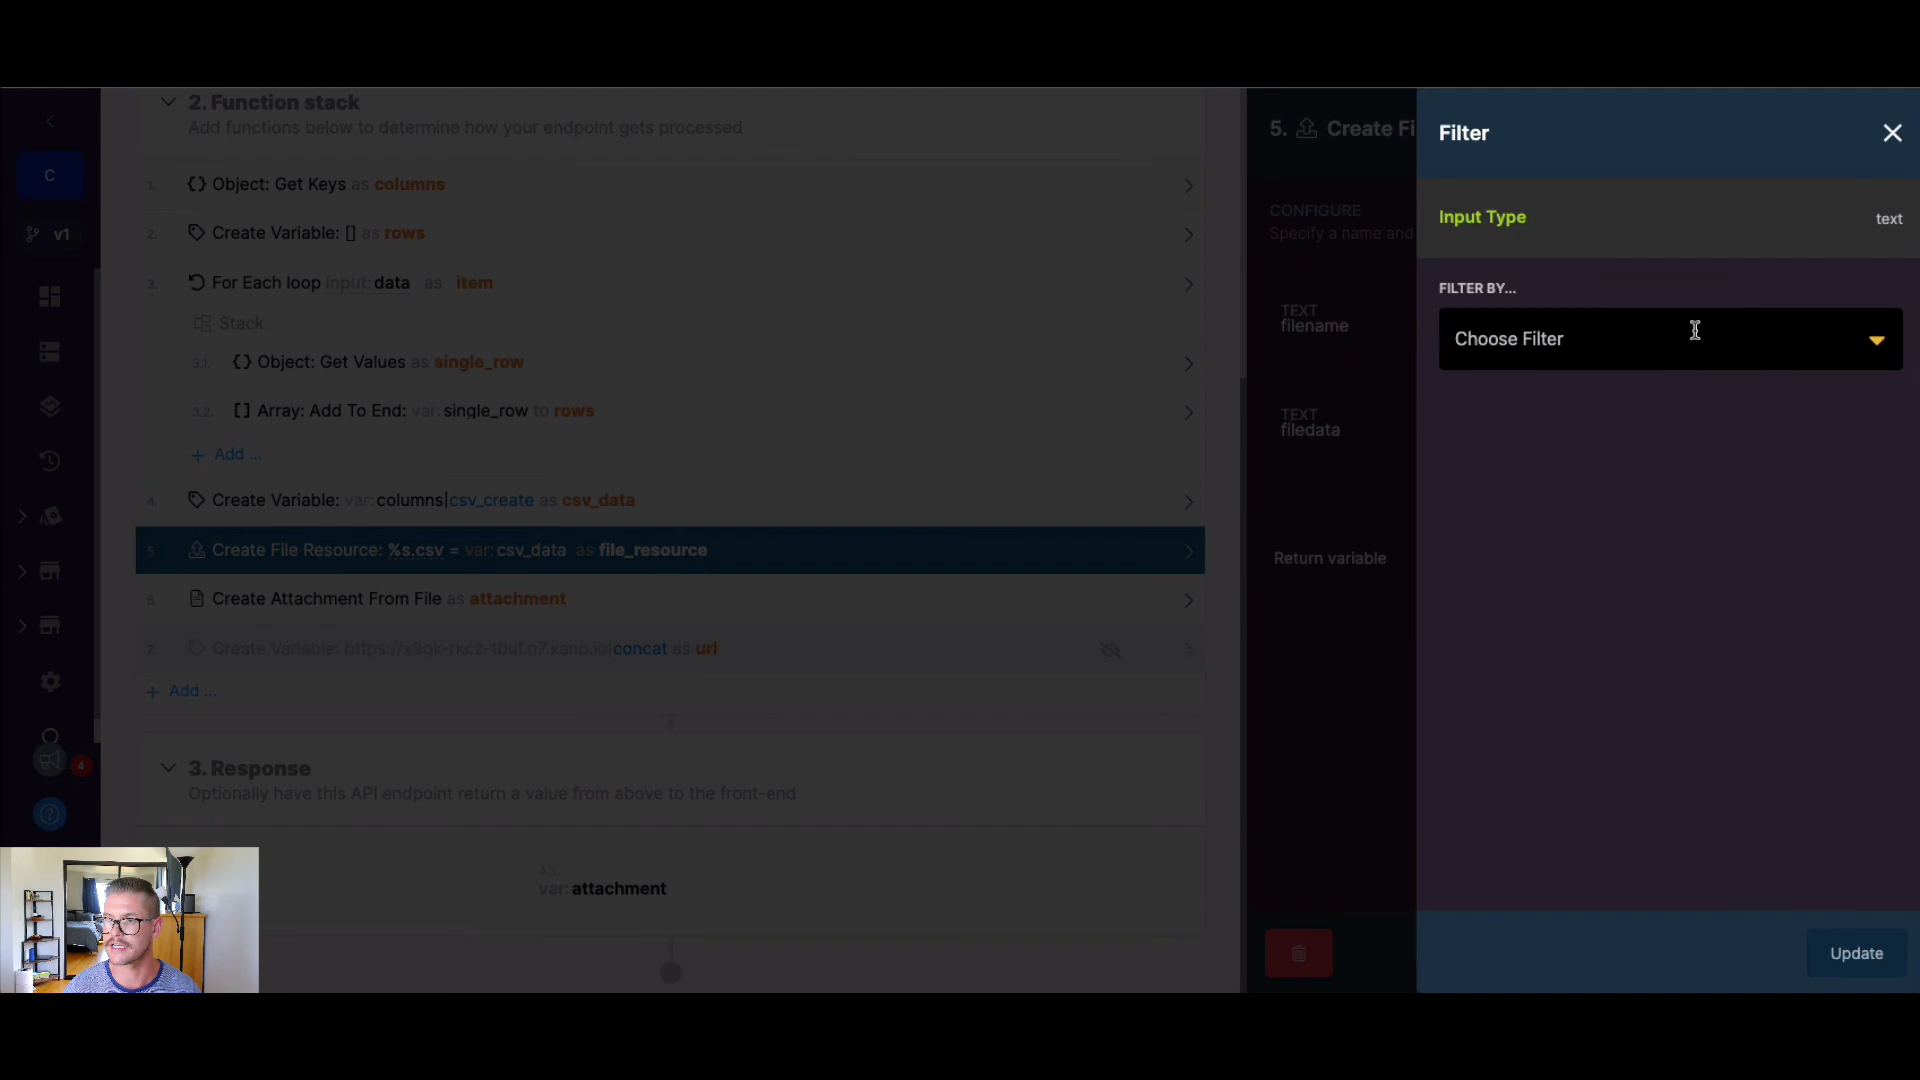 C
v1
4
2. Function stack
Add functions below to determine how your endpoint gets processed
1. Object: Get Keys as columns
2. Create Variable: [] as rows
3. For Each loop input: data as item
Stack
3.1. {} Object: Get Values as single_row
3.2. [] Array: Add To End: var: single_row to rows
+ Add ...
4. Create Variable: var: columns|csv_create as csv_data
5. Create File Resource: %s.csv = var: csv_data as file_resource
6. Create Attachment From File as attachment
7. Create Variable: https://x9qk-rkcz-tbuf.n7.xano.io|concat as url
+ Add ...
3. Response
Optionally have this API endpoint return a value from above to the front-end
AS...
var: attachment
5. Create Fi
CONFIGURE
Specify a name and
TEXT
filename
TEXT
filedata
Return variable
Filter
Input Type text
FILTER BY...
Choose Filter
Update